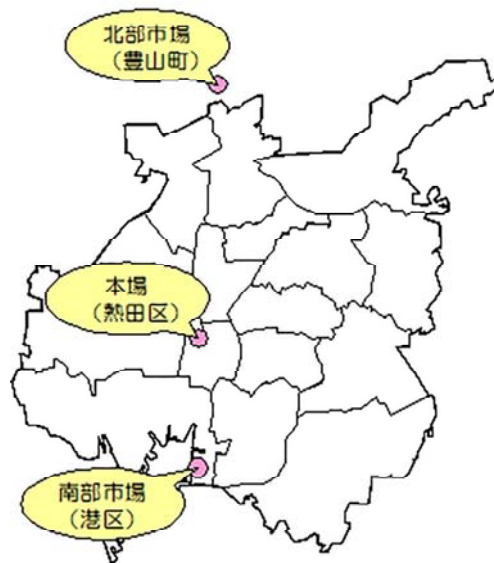 北部市場
（豊山町）
本場
（熱田区）
南部市場
（港区）